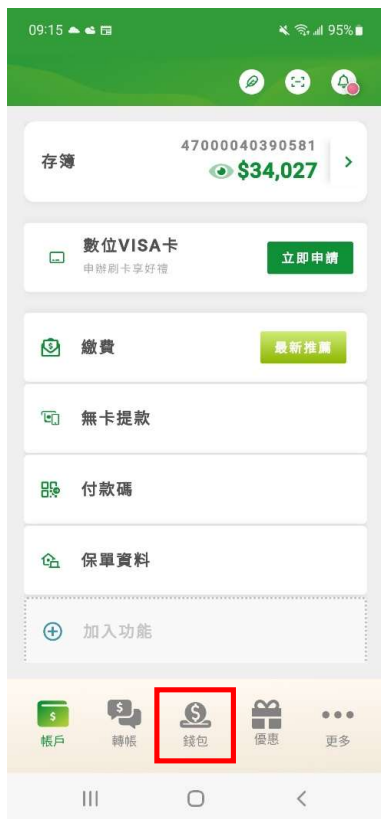 09:15
95%
47000040390581
存簿
$34,027
數位VISA卡
申辦刷卡享好禮
立即申請
繳費
最新推薦
無卡提款
付款碼
保單資料
加入功能
帳戶
轉帳
錢包
優惠
更多